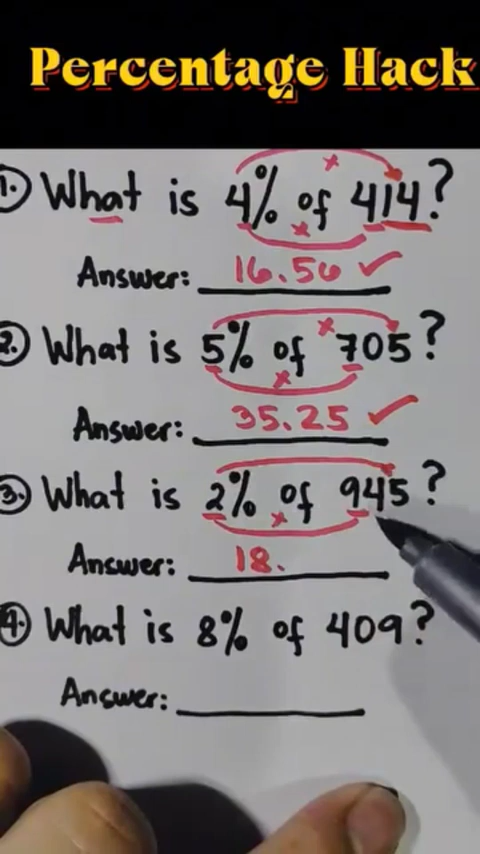 Percentage Hack
1. What is 4% of 414?
Answer: 16.56 ✓
2. What is 5% of 705?
Answer: 35.25 ✓
3. What is 2% of 945?
Answer: 18.
4. What is 8% of 409?
Answer: